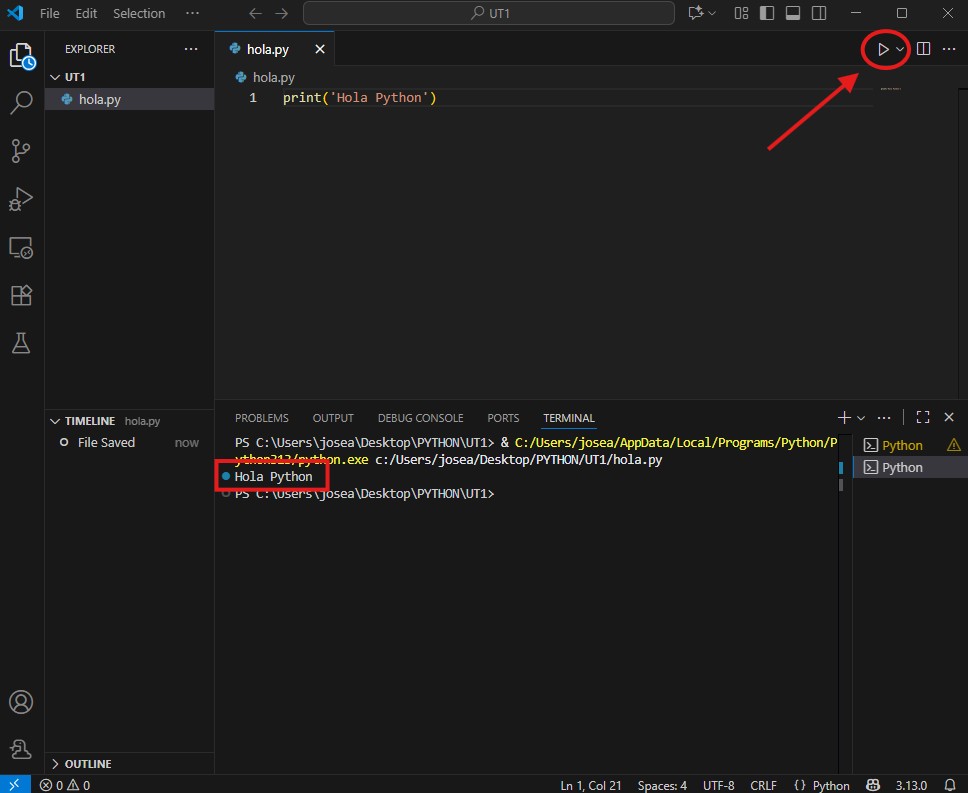 File Edit Selection ··· UT1
EXPLORER ···
hola.py
UT1
hola.py
hola.py
1 print('Hola Python')
TIMELINE hola.py
File Saved now
PROBLEMS OUTPUT DEBUG CONSOLE PORTS TERMINAL
PS C:\Users\josea\Desktop\PYTHON\UT1> & C:/Users/josea/AppData/Local/Programs/Python/P
ython313/python.exe c:/Users/josea/Desktop/PYTHON/UT1/hola.py
Hola Python
PS C:\Users\josea\Desktop\PYTHON\UT1>
Python
Python
OUTLINE
0 0 Ln 1, Col 21 Spaces: 4 UTF-8 CRLF { } Python 3.13.0